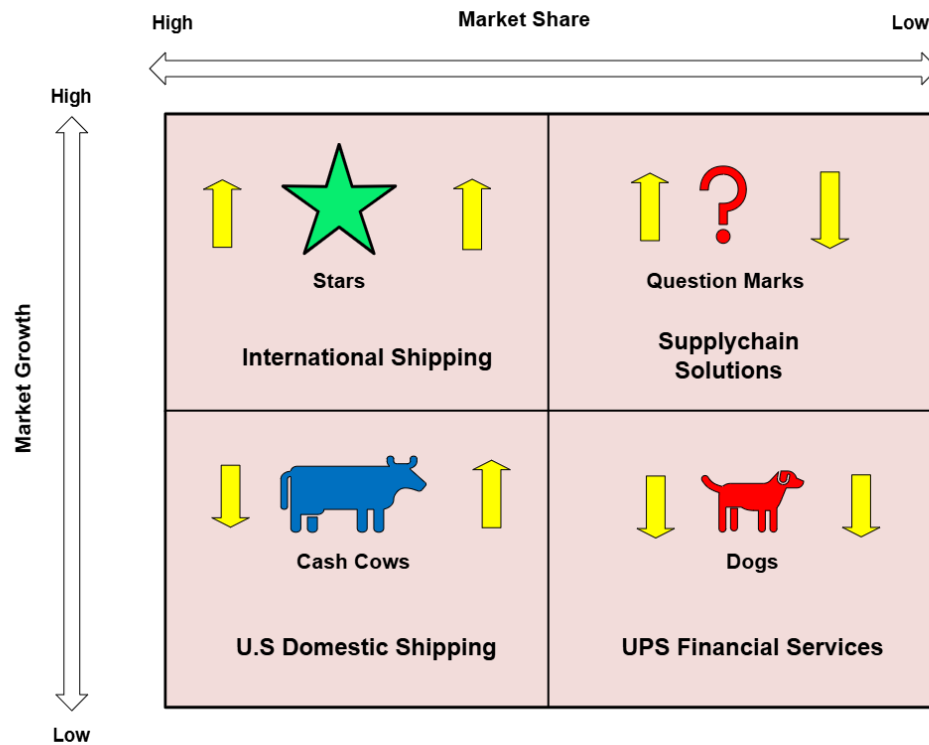 Market Share
High
Low
High
Market Growth
Low
Stars
International Shipping
Question Marks
Supplychain
Solutions
Cash Cows
U.S Domestic Shipping
Dogs
UPS Financial Services